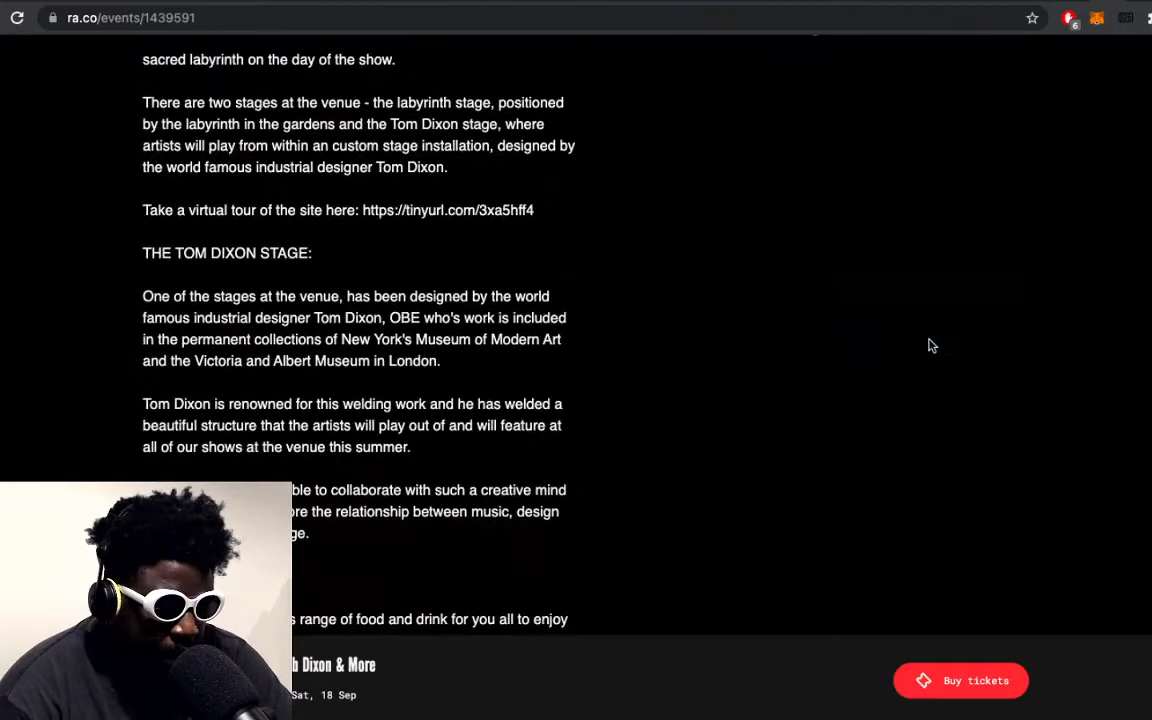 ra.co/events/1439591
6
sacred labyrinth on the day of the show.
There are two stages at the venue - the labyrinth stage, positioned
by the labyrinth in the gardens and the Tom Dixon stage, where
artists will play from within an custom stage installation, designed by
the world famous industrial designer Tom Dixon.
Take a virtual tour of the site here: https://tinyurl.com/3xa5hff4
THE TOM DIXON STAGE:
One of the stages at the venue, has been designed by the world
famous industrial designer Tom Dixon, OBE who's work is included
in the permanent collections of New York's Museum of Modern Art
and the Victoria and Albert Museum in London.
Tom Dixon is renowned for this welding work and he has welded a
beautiful structure that the artists will play out of and will feature at
all of our shows at the venue this summer.
ble to collaborate with such a creative mind
ore the relationship between music, design
ge.
s range of food and drink for you all to enjoy
b Dixon & More
Sat, 18 Sep
Buy tickets